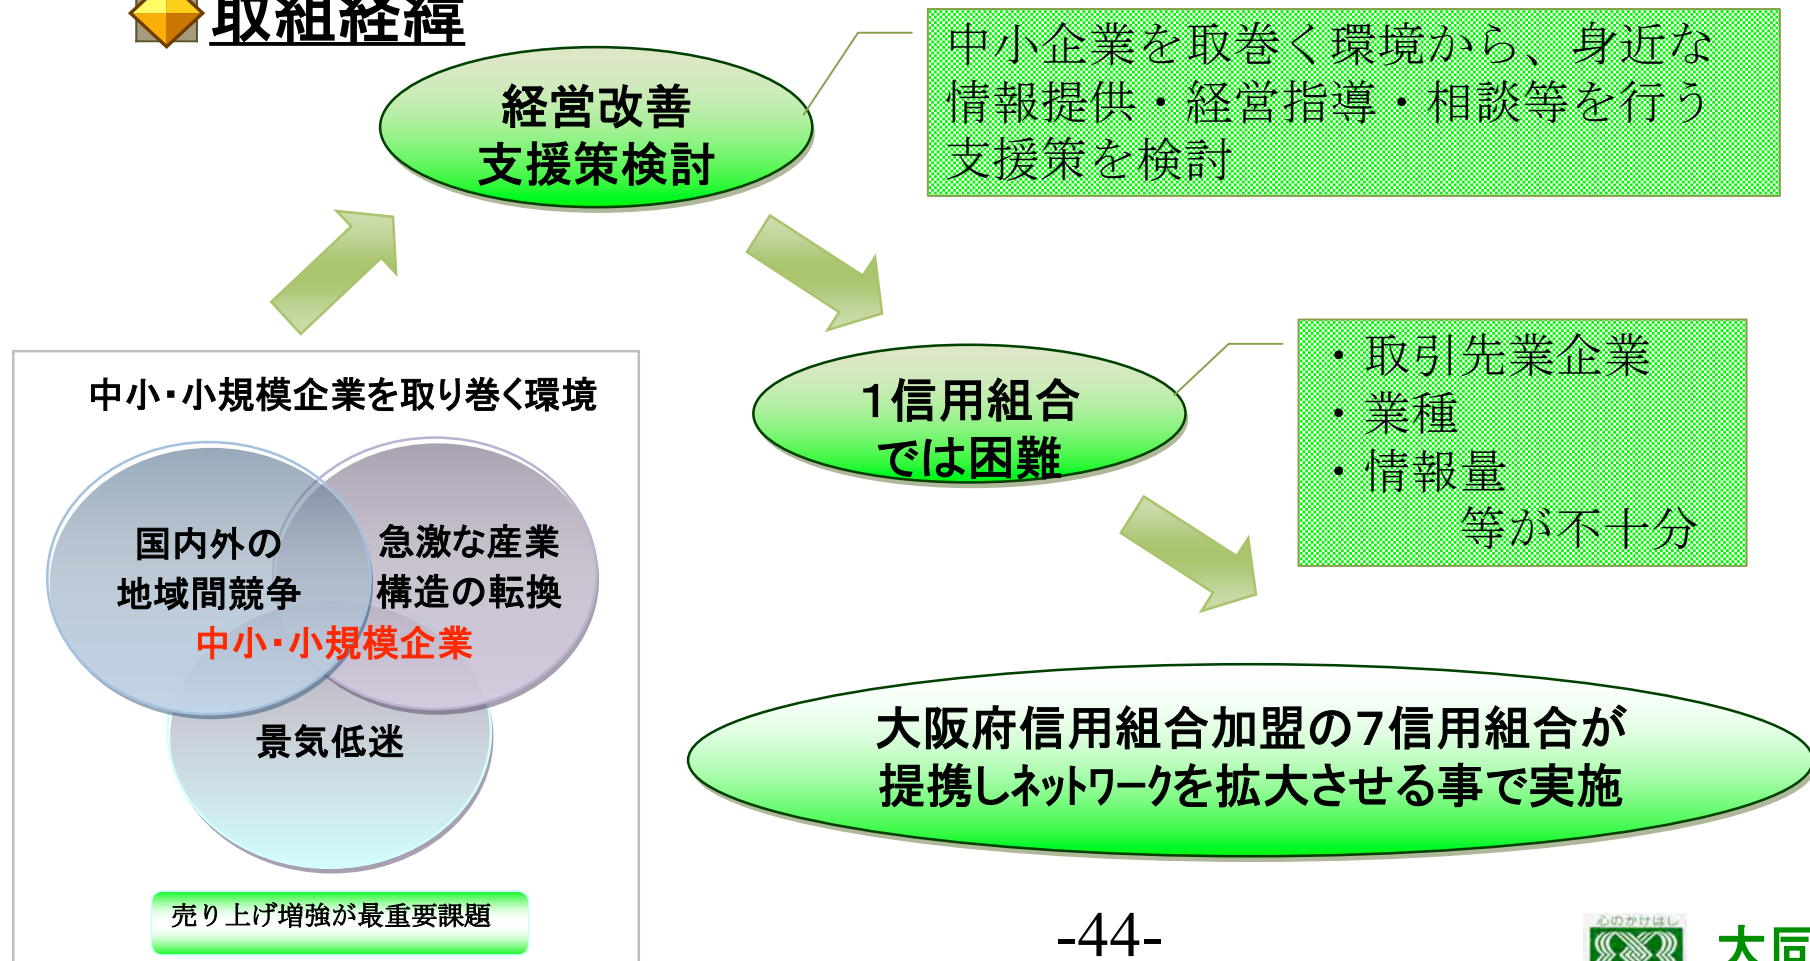 取組経緯
経営改善
支援策検討
中小企業を取巻く環境から、身近な
情報提供・経営指導・相談等を行う
支援策を検討
1信用組合
では困難
・取引先業企業
・業種
・情報量
等が不十分
中小・小規模企業を取り巻く環境
国内外の
地域間競争
急激な産業
構造の転換
中小・小規模企業
景気低迷
売り上げ増強が最重要課題
大阪府信用組合加盟の7信用組合が
提携しネットワークを拡大させる事で実施
-44-
心のかけはし
大同